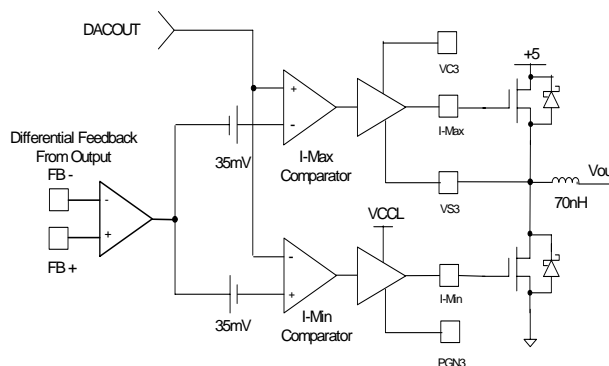 DACOUT
+5
VC3
Differential Feedback
From Output
FB -
FB +
-
+
35mV
+
-
I-Max
Comparator
I-Max
VS3
Vou
70nH
VCCL
-
+
35mV
I-Min
Comparator
I-Min
PGN3